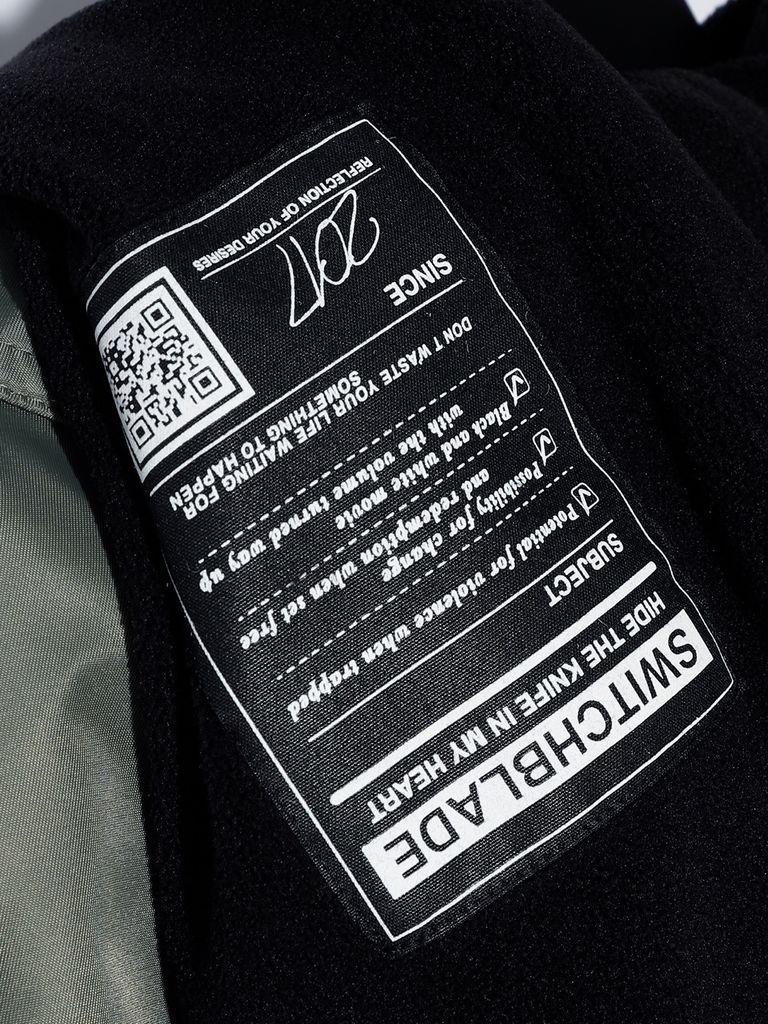 SWITCHBLADE
HIDE THE KNIFE IN MY HEART
SUBJECT
Potential for violence when trapped
Possibility for change
and redemption when set free
Black and white movie
with the volume turned way up
DON'T WASTE YOUR LIFE WAITING FOR
SOMETHING TO HAPPEN
SINCE
2017
REFLECTION OF YOUR DESIRES